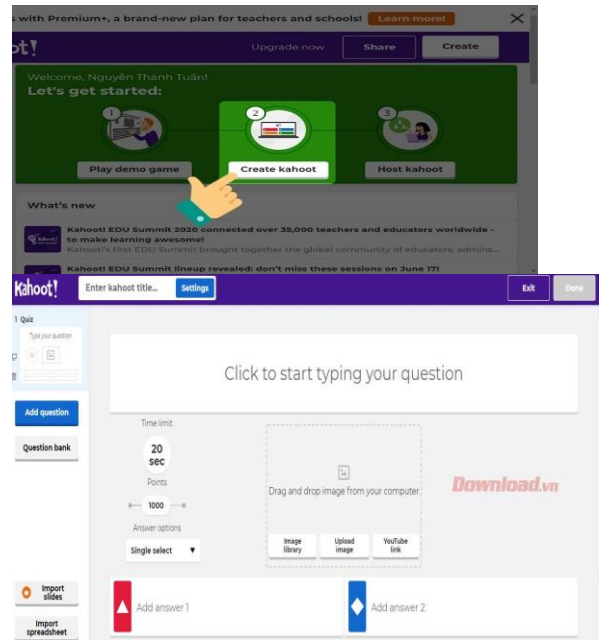 with Premium+, a brand-new plan for teachers and schools! Learn more!
ot! Upgrade now Share Create
Welcome, Nguyễn Thanh Tuấn!
Let's get started:
1 2 3
Play demo game Create kahoot Host kahoot
What's new
Kahoot! EDU Summit 2020 connected over 35,000 teachers and educators worldwide -
to make learning awesome!
Kahoot!'s first EDU Summit brought together the global community of educators, admins...
Kahoot! EDU Summit lineup revealed: don't miss these sessions on June 17!
Kahoot! Enter kahoot title... Settings Exit Done
1 Quiz
Type your question
Click to start typing your question
Add question
Question bank
Time limit
20
sec
Points
1000
Answer options
Single select
Drag and drop image from your computer
Image library
Upload image
YouTube link
Download.vn
Import
slides
Import
spreadsheet
Add answer 1
Add answer 2